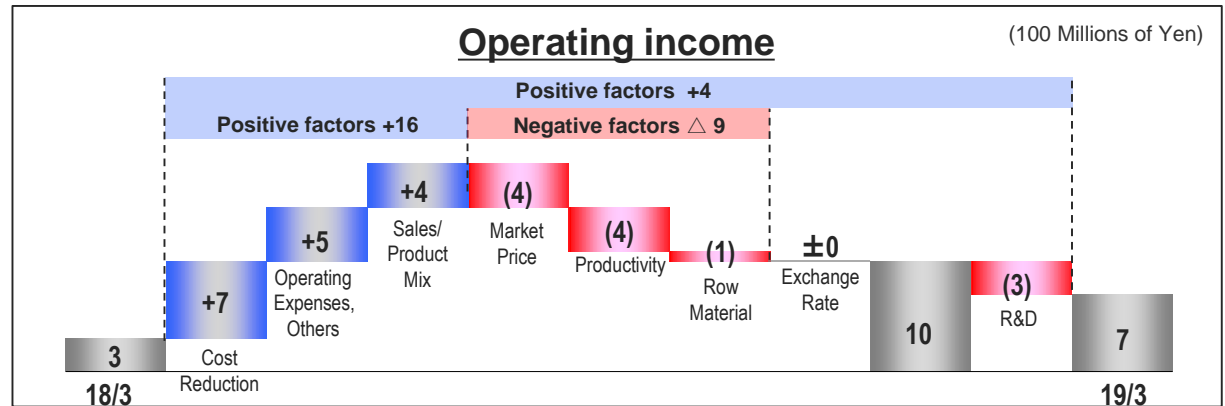 Operating income
(100 Millions of Yen)
Positive factors +4
Positive factors +16
Negative factors △ 9
3
18/3
+7
Cost
Reduction
+5
Operating
Expenses,
Others
+4
Sales/
Product
Mix
(4)
Market
Price
(4)
Productivity
(1)
Row
Material
±0
Exchange
Rate
10
(3)
R&D
7
19/3